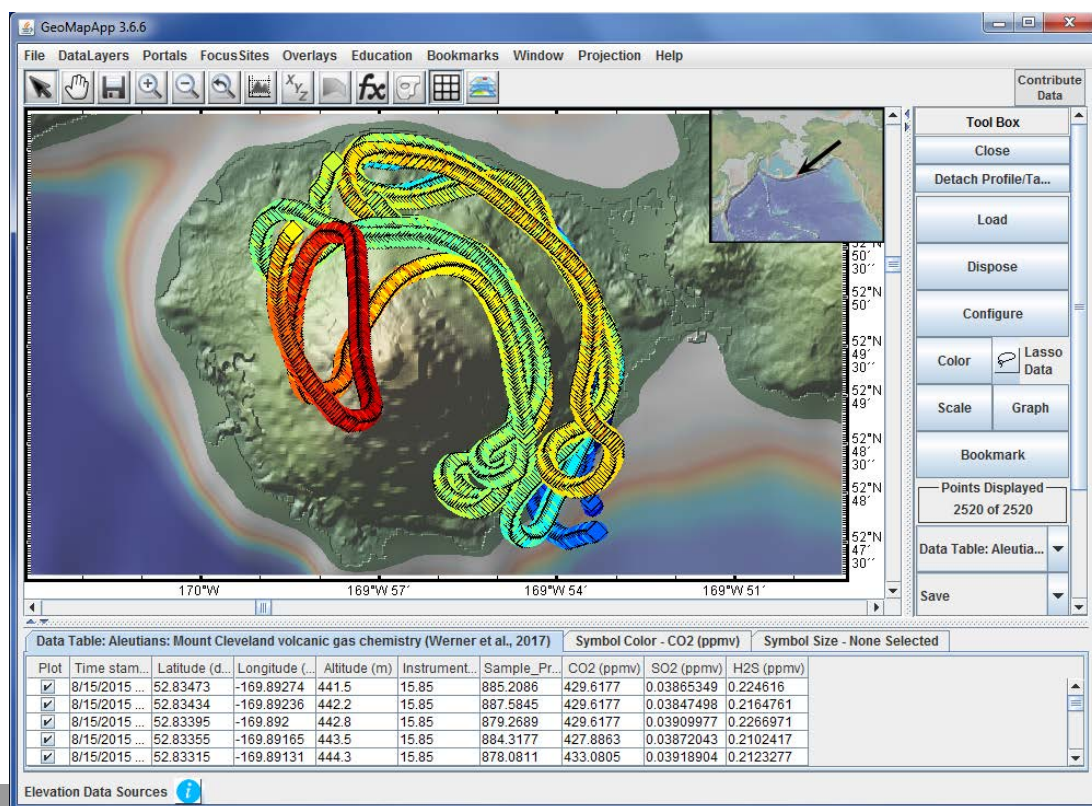 GeoMapApp 3.6.6
File DataLayers Portals FocusSites Overlays Education Bookmarks Window Projection Help
XYZ fx
Contribute Data
52°N
50´
30´´
52°N
50´
52°N
49´
30´´
52°N
49´
52°N
48´
30´´
52°N
48´
52°N
47´
30´´
170°W 169°W 57´ 169°W 54´ 169°W 51´
Tool Box
Close
Detach Profile/Ta...
Load
Dispose
Configure
Color Lasso Data
Scale Graph
Bookmark
Points Displayed
2520 of 2520
Data Table: Aleutia...
Save
Data Table: Aleutians: Mount Cleveland volcanic gas chemistry (Werner et al., 2017) Symbol Color - CO2 (ppmv) Symbol Size - None Selected
Plot Time stam... Latitude (d... Longitude (... Altitude (m) Instrument... Sample_Pr... CO2 (ppmv) SO2 (ppmv) H2S (ppmv)
8/15/2015 ... 52.83473 -169.89274 441.5 15.85 885.2086 429.6177 0.03865349 0.224616
8/15/2015 ... 52.83434 -169.89236 442.2 15.85 887.5845 429.6177 0.03847498 0.2164761
8/15/2015 ... 52.83395 -169.892 442.8 15.85 879.2689 429.6177 0.03909977 0.2266971
8/15/2015 ... 52.83355 -169.89165 443.5 15.85 884.3177 427.8863 0.03872043 0.2102417
8/15/2015 ... 52.83315 -169.89131 444.3 15.85 878.0811 433.0805 0.03918904 0.2123277
Elevation Data Sources i